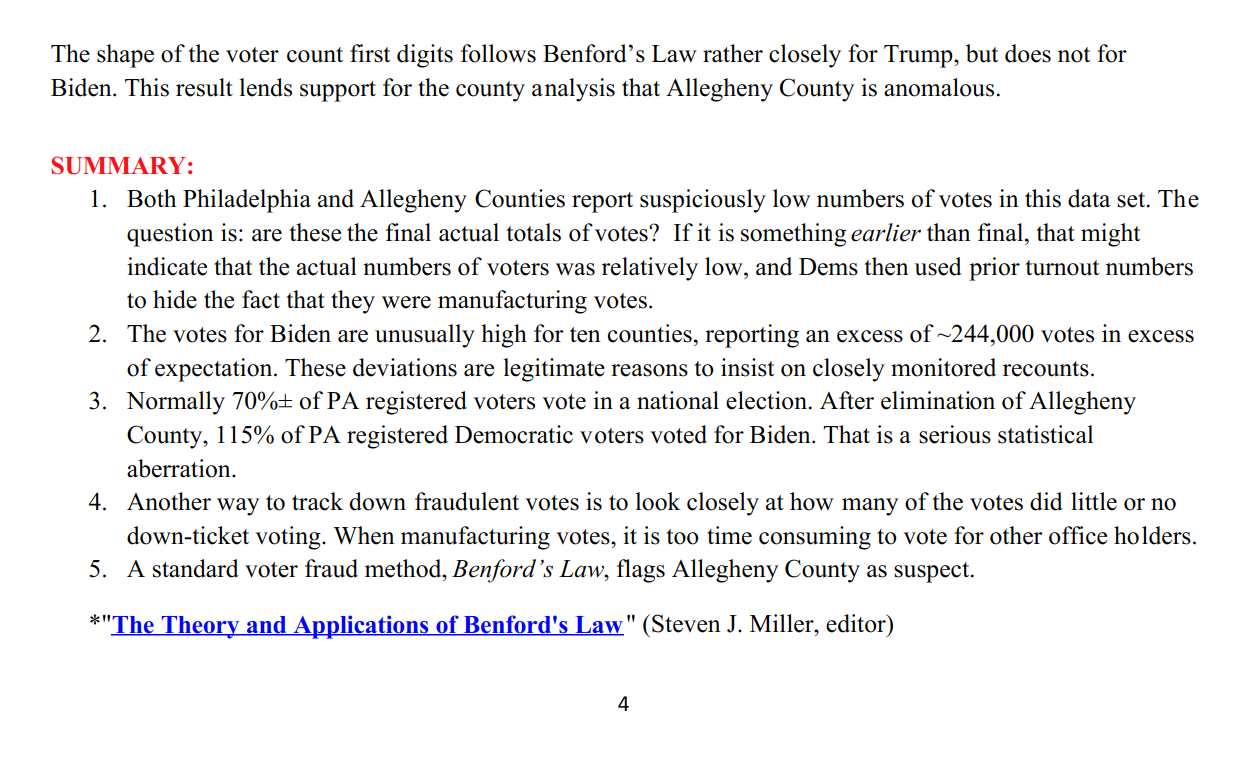 The shape of the voter count first digits follows Benford's Law rather closely for Trump, but does not for
Biden. This result lends support for the county analysis that Allegheny County is anomalous.
SUMMARY:
1. Both Philadelphia and Allegheny Counties report suspiciously low numbers of votes in this data set. The
question is: are these the final actual totals of votes? If it is something earlier than final, that might
indicate that the actual numbers of voters was relatively low, and Dems then used prior turnout numbers
to hide the fact that they were manufacturing votes.
2. The votes for Biden are unusually high for ten counties, reporting an excess of ~244,000 votes in excess
of expectation. These deviations are legitimate reasons to insist on closely monitored recounts.
3. Normally 70%± of PA registered voters vote in a national election. After elimination of Allegheny
County, 115% of PA registered Democratic voters voted for Biden. That is a serious statistical
aberration.
4. Another way to track down fraudulent votes is to look closely at how many of the votes did little or no
down-ticket voting. When manufacturing votes, it is too time consuming to vote for other office holders.
5. A standard voter fraud method, Benford's Law, flags Allegheny County as suspect.
*"The Theory and Applications of Benford's Law" (Steven J. Miller, editor)
4